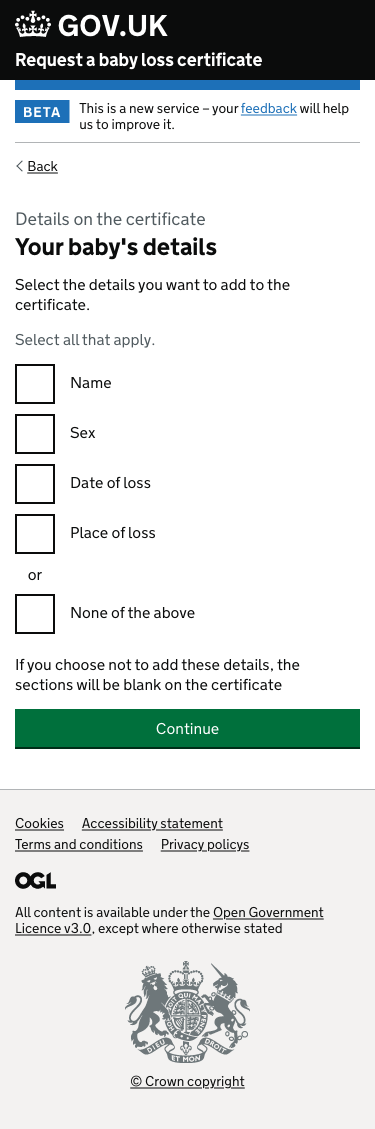 GOV.UK
Request a baby loss certificate
BETA
This is a new service – your feedback will help
us to improve it.
Back
Details on the certificate
Your baby's details
Select the details you want to add to the
certificate.
Select all that apply.
Name
Sex
Date of loss
Place of loss
or
None of the above
If you choose not to add these details, the
sections will be blank on the certificate
Continue
Cookies Accessibility statement
Terms and conditions Privacy policys
OGL
All content is available under the Open Government
Licence v3.0, except where otherwise stated
DIEU ET MON
© Crown copyright